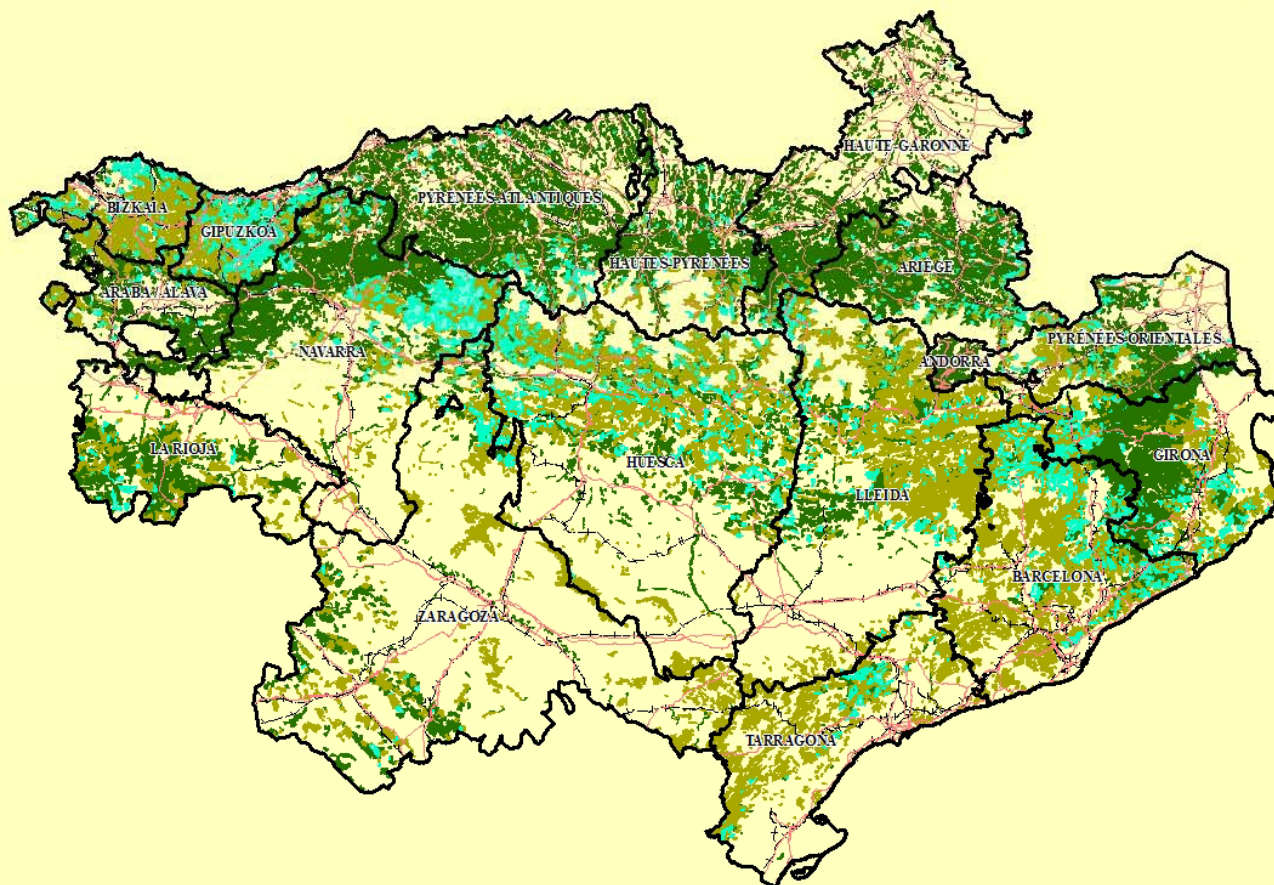 HAUTE-GARONNE
PYRÉNÉES-ATLANTIQUES
BIZKAIA
GIPUZKOA
HAUTES-PYRÉNÉES
ARIÈGE
ARABA / ÁLAVA
PYRÉNÉES-ORIENTALES
NAVARRA
ANDORRA
LA RIOJA
GIRONA
HUESCA
LLEIDA
BARCELONA
ZARAGOZA
TARRAGONA